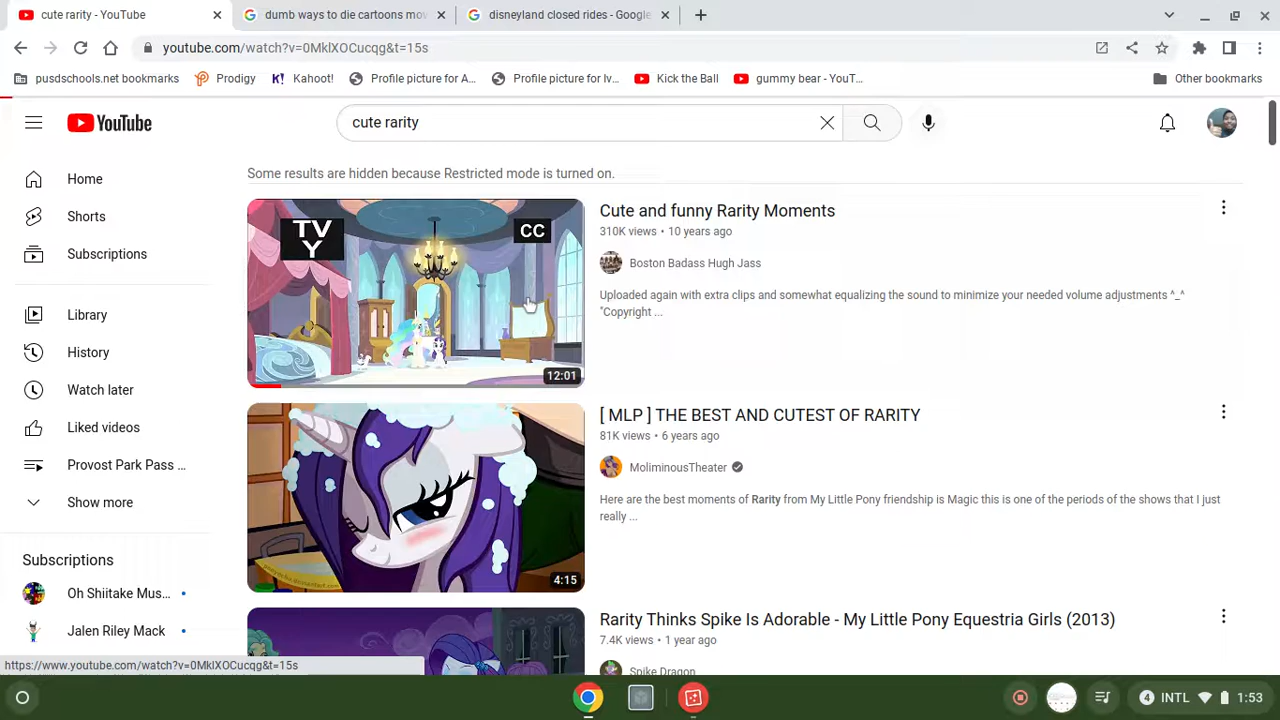 cute rarity - YouTube
dumb ways to die cartoons mov
disneyland closed rides - Google
youtube.com/watch?v=0MklXOCucqg&t=15s
pusdschools.net bookmarks
Prodigy
Kahoot!
Profile picture for A...
Profile picture for Iv...
Kick the Ball
gummy bear - YouT...
Other bookmarks
YouTube
cute rarity
Home
Shorts
Subscriptions
Library
History
Watch later
Liked videos
Provost Park Pass ...
Show more
Subscriptions
Oh Shiitake Mus...
Jalen Riley Mack
Some results are hidden because Restricted mode is turned on.
TV
Y
CC
12:01
Cute and funny Rarity Moments
310K views • 10 years ago
Boston Badass Hugh Jass
Uploaded again with extra clips and somewhat equalizing the sound to minimize your needed volume adjustments ^_^
"Copyright ...
4:15
[ MLP ] THE BEST AND CUTEST OF RARITY
81K views • 6 years ago
MoliminousTheater
Here are the best moments of Rarity from My Little Pony friendship is Magic this is one of the periods of the shows that I just
really ...
Rarity Thinks Spike Is Adorable - My Little Pony Equestria Girls (2013)
7.4K views • 1 year ago
Spike Dragon
https://www.youtube.com/watch?v=0MklXOCucqg&t=15s
4
INTL
1:53